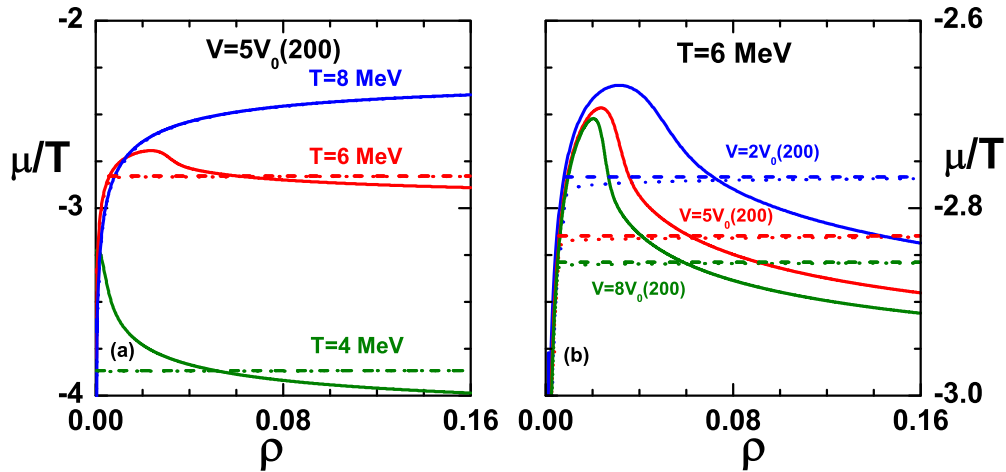 V=5V0(200)
T=8 MeV
T=6 MeV
T=4 MeV
(a)
μ/T
-2
-3
-4
0.00
0.08
0.16
ρ
T=6 MeV
V=2V0(200)
V=5V0(200)
V=8V0(200)
(b)
μ/T
-2.6
-2.8
-3.0
0.00
0.08
0.16
ρ